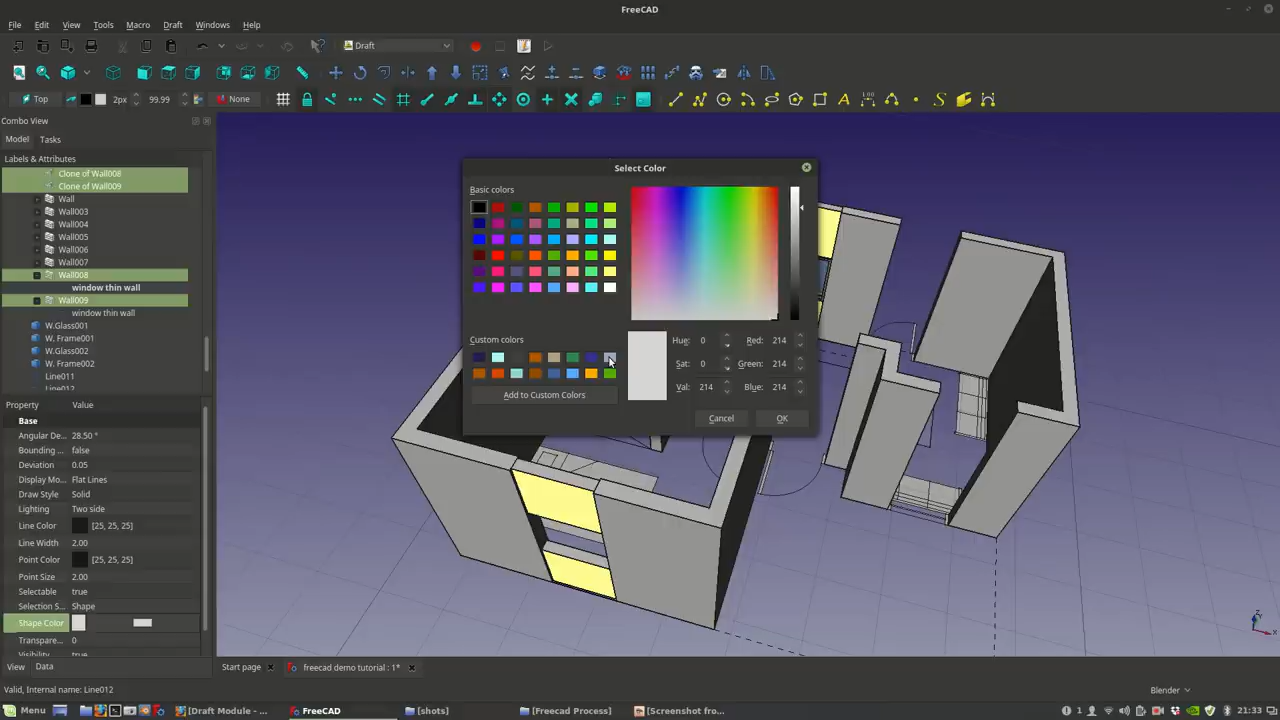 FreeCAD
File Edit View Tools Macro Draft Windows Help
Draft
Top 2px 99.99 None
Combo View
Model Tasks
Labels & Attributes
Clone of Wall008
Clone of Wall009
Wall
Wall003
Wall004
Wall005
Wall006
Wall007
Wall008
window thin wall
Wall009
window thin wall
W.Glass001
W. Frame001
W.Glass002
W. Frame002
Line011
Line012
Property Value
Base
Angular De... 28.50 °
Bounding ... false
Deviation 0.05
Display Mo... Flat Lines
Draw Style Solid
Lighting Two side
Line Color [25, 25, 25]
Line Width 2.00
Point Color [25, 25, 25]
Point Size 2.00
Selectable true
Selection S... Shape
Shape Color
Transpare... 0
Visibility true
View Data
Select Color
Basic colors
Custom colors
Add to Custom Colors
Hue: 0 Red: 214
Sat: 0 Green: 214
Val: 214 Blue: 214
Cancel OK
Start page freecad demo tutorial : 1*
Valid, Internal name: Line012
Blender
Menu [Draft Module - ... FreeCAD [shots] [Freecad Process] [Screenshot fro... 1 21:33